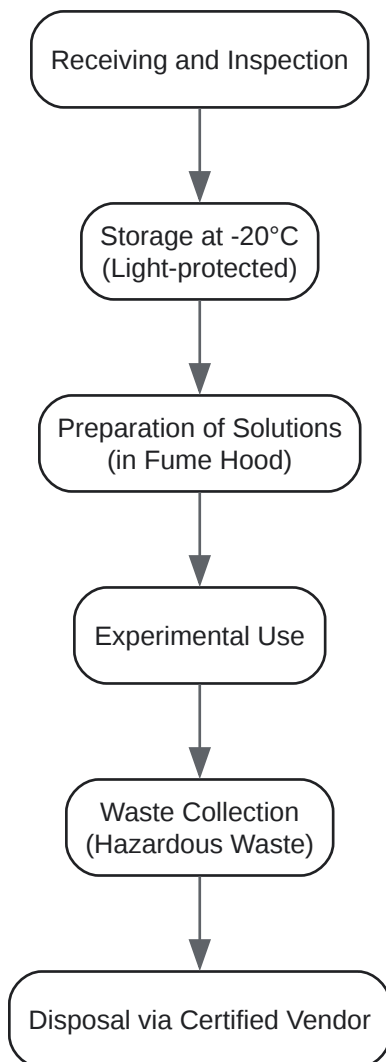 Receiving and Inspection
Storage at -20°C
(Light-protected)
Preparation of Solutions
(in Fume Hood)
Experimental Use
Waste Collection
(Hazardous Waste)
Disposal via Certified Vendor